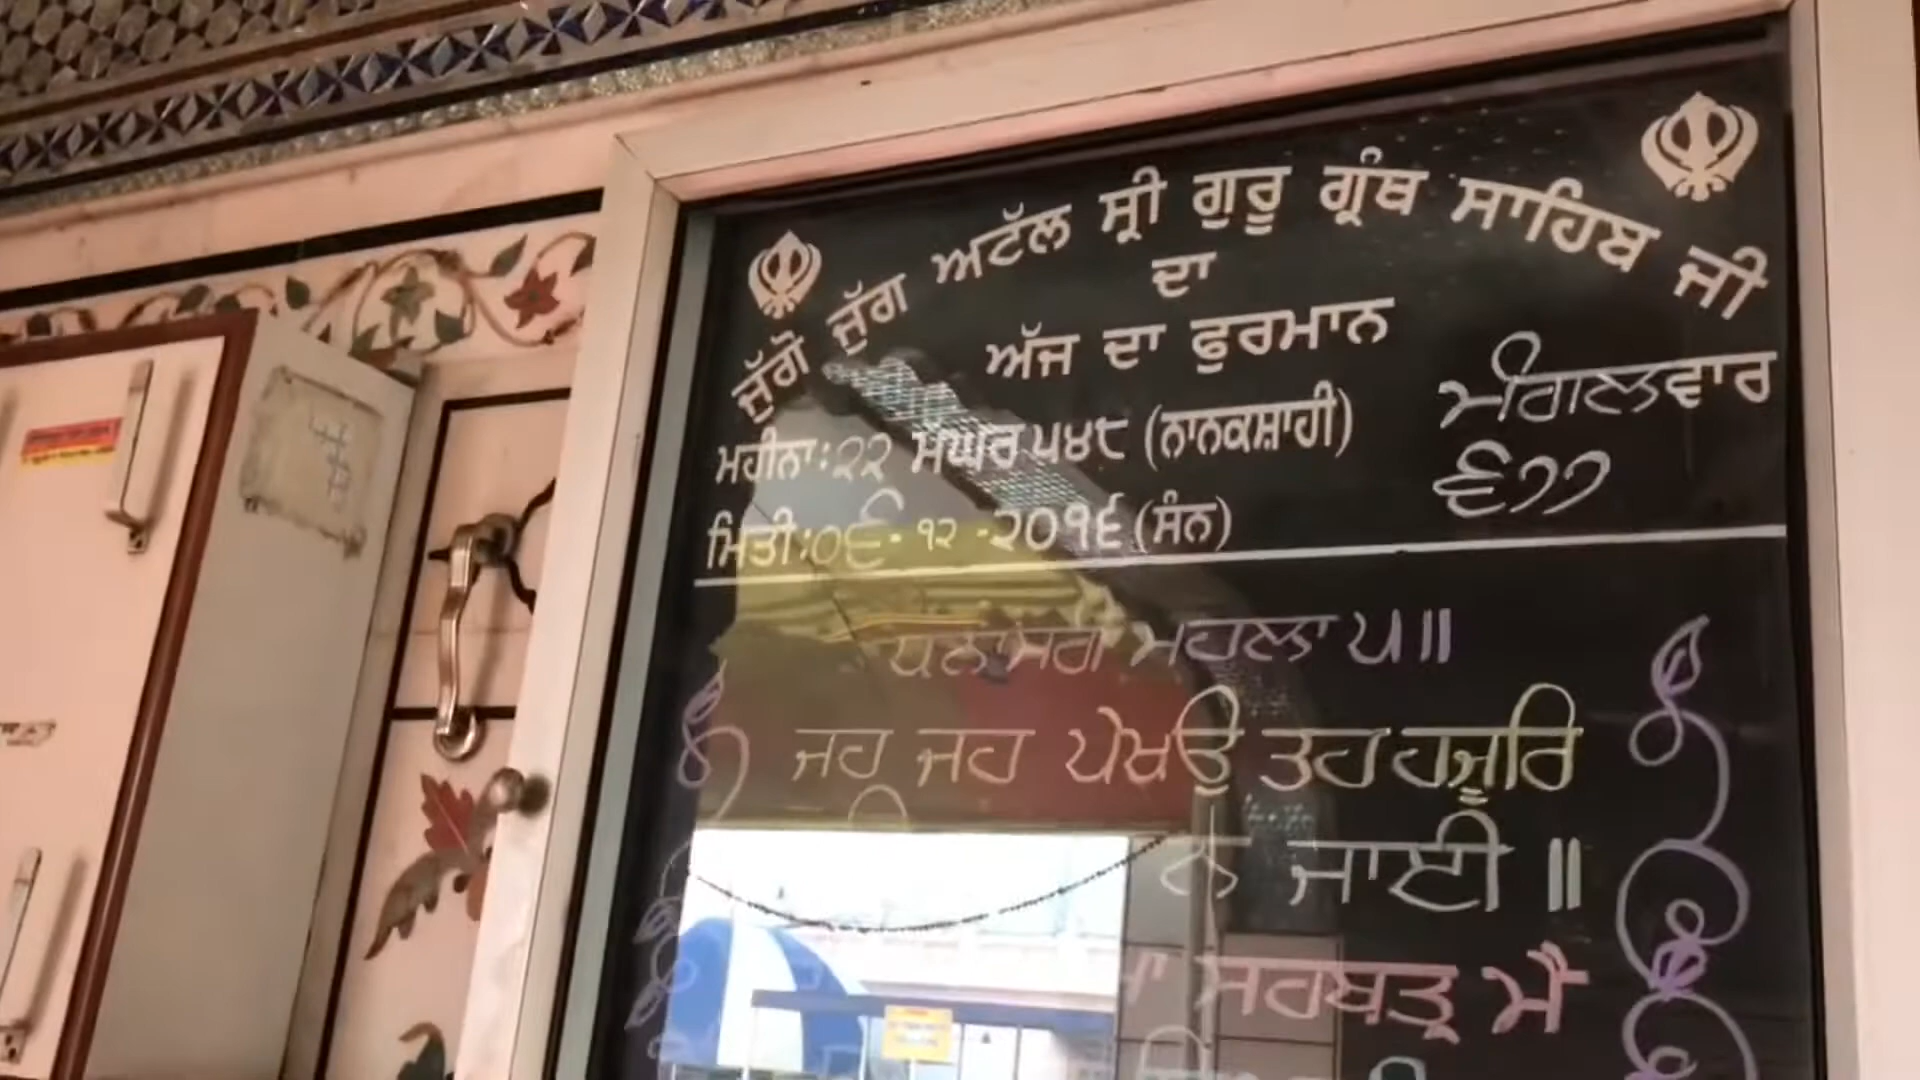 ਜੁੱਗੋ ਜੁੱਗ ਅਟੱਲ ਸ੍ਰੀ ਗੁਰੂ ਗ੍ਰੰਥ ਸਾਹਿਬ ਜੀ
ਦਾ
ਅੱਜ ਦਾ ਫੁਰਮਾਨ
ਮੰਗਲਵਾਰ
ਮਹੀਨਾ:੨੨ ਮੱਘਰ ੫੪੮ (ਨਾਨਕਸ਼ਾਹੀ)
੬੭੭
ਮਿਤੀ:੦੬-੧੨-੨੦੧੬ (ਸੰਨ)
ਧਨਾਸਰੀ ਮਹਲਾ ੫॥
ਜਹ ਜਹ ਪੇਖਉ ਤਹ ਹਜੂਰਿ
ਨ ਜਾਈ ॥
ਸਰਬਤ੍ਰ ਮੈ